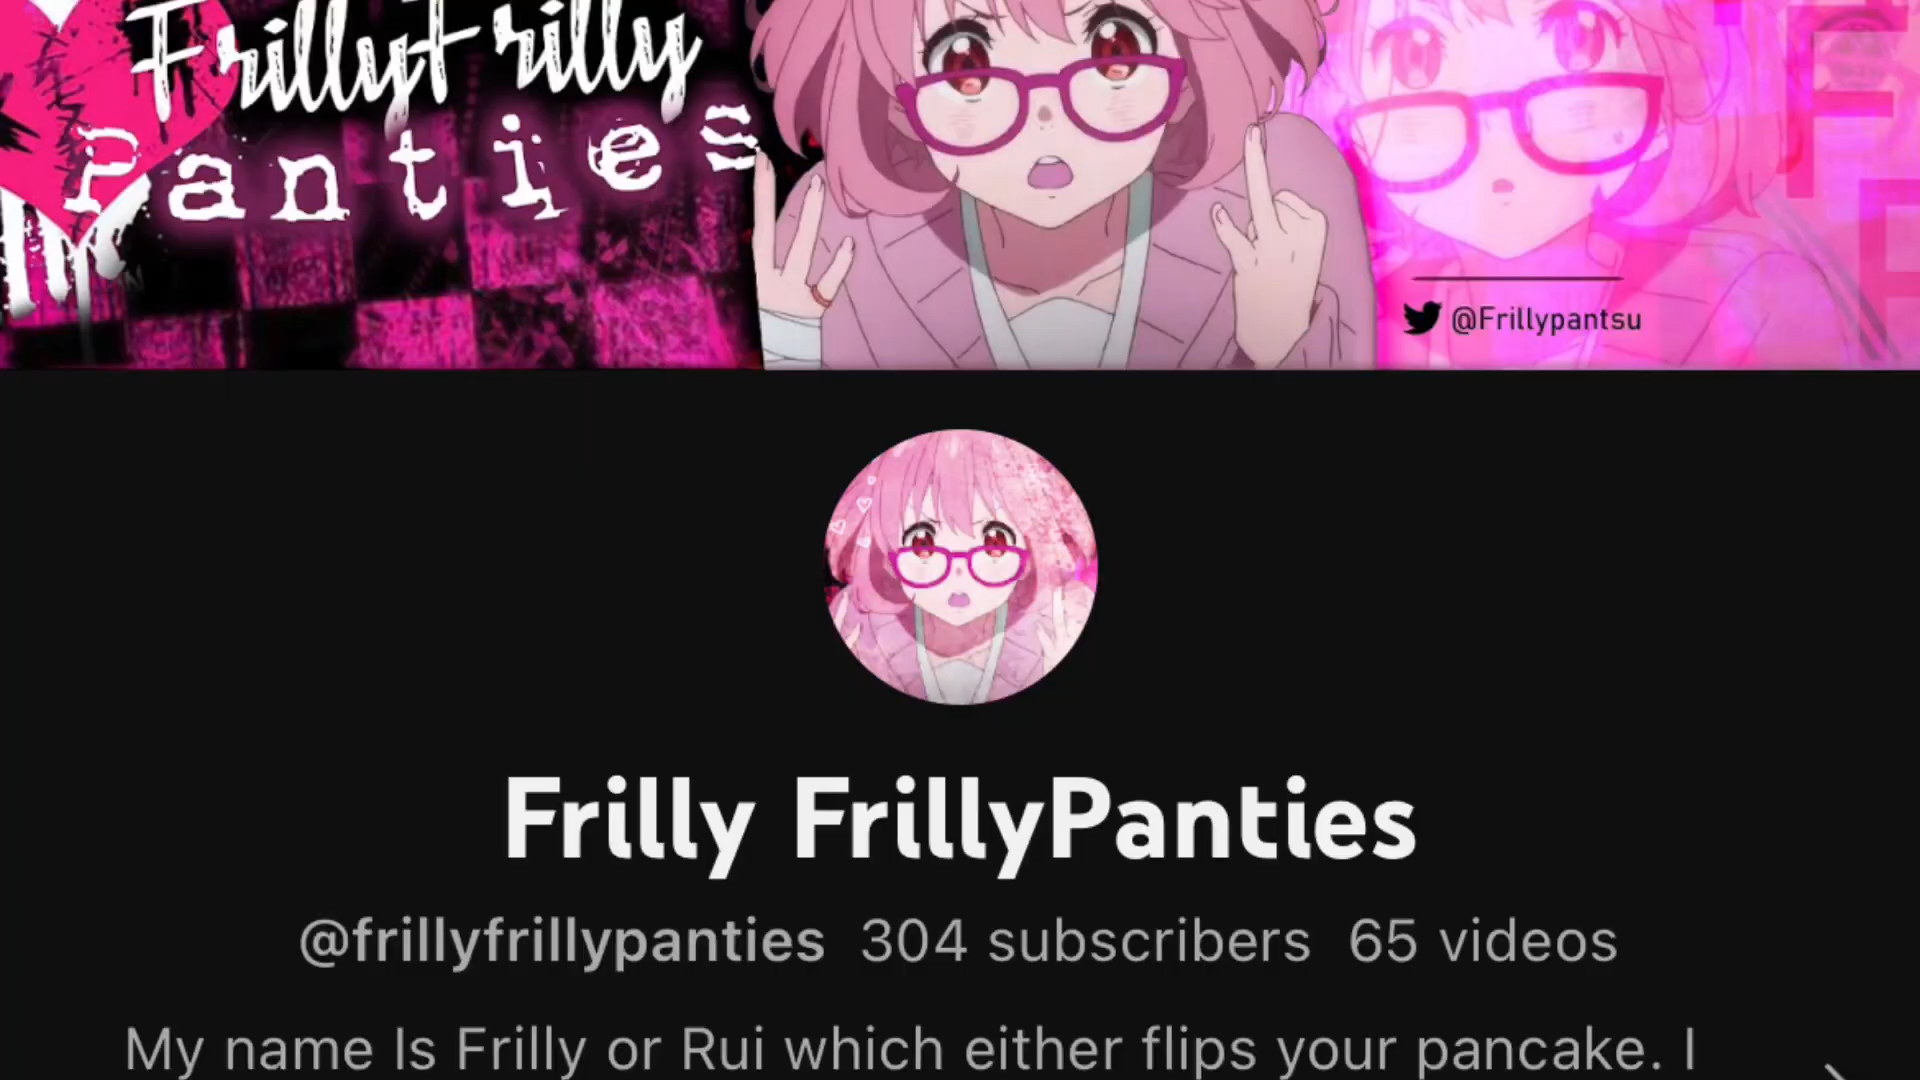 FrillyFrilly
Panties
@Frillypantsu
Frilly FrillyPanties
@frillyfrillypanties 304 subscribers 65 videos
My name Is Frilly or Rui which either flips your pancake. I